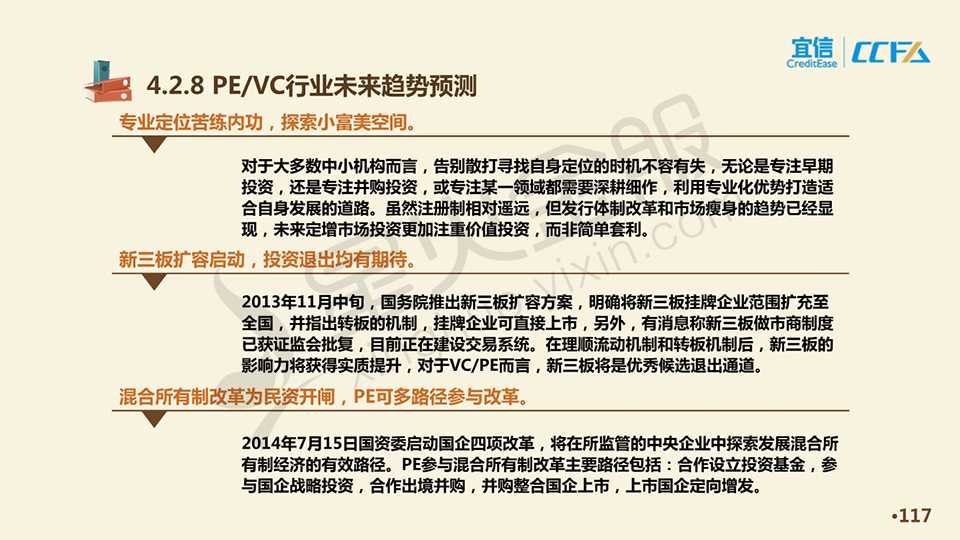 宜信
CreditEase
CCFA
4.2.8 PE/VC行业未来趋势预测
专业定位苦练内功，探索小富美空间。
对于大多数中小机构而言，告别散打寻找自身定位的时机不容有失，无论是专注早期
投资，还是专注并购投资，或专注某一领域都需要深耕细作，利用专业化优势打造适
合自身发展的道路。虽然注册制相对遥远，但发行体制改革和市场瘦身的趋势已经显
现，未来定增市场投资更加注重价值投资，而非简单套利。
新三板扩容启动，投资退出均有期待。
2013年11月中旬，国务院推出新三板扩容方案，明确将新三板挂牌企业范围扩充至
全国，并指出转板的机制，挂牌企业可直接上市，另外，有消息称新三板做市商制度
已获证监会批复，目前正在建设交易系统。在理顺流动机制和转板机制后，新三板的
影响力将获得实质提升，对于VC/PE而言，新三板将是优秀候选退出通道。
混合所有制改革为民资开闸，PE可多路径参与改革。
2014年7月15日国资委启动国企四项改革，将在所监管的中央企业中探索发展混合所
有制经济的有效路径。PE参与混合所有制改革主要路径包括：合作设立投资基金，参
与国企战略投资，合作出境并购，并购整合国企上市，上市国企定向增发。
•117